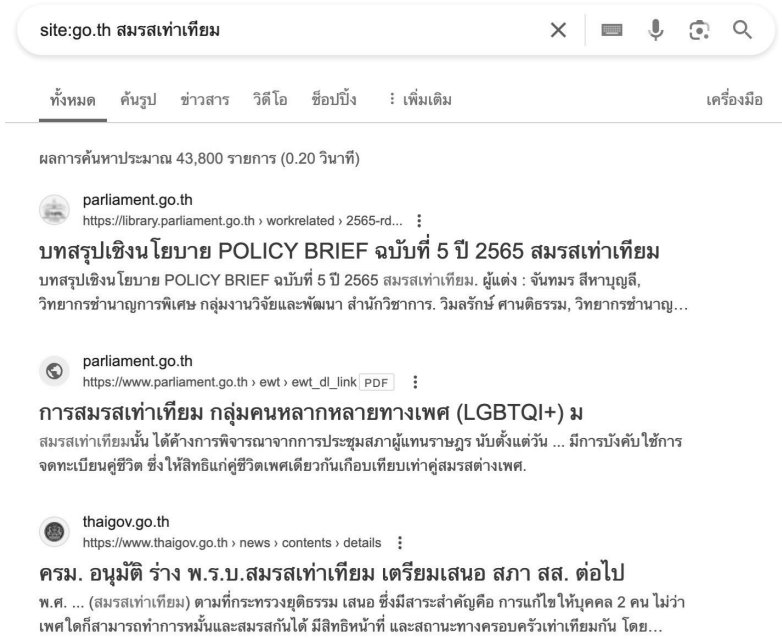 site:go.th สมรสเท่าเทียม
ทั้งหมด ค้นรูป ข่าวสาร วิดีโอ ช็อปปิ้ง เพิ่มเติม เครื่องมือ
ผลการค้นหาประมาณ 43,800 รายการ (0.20 วินาที)
parliament.go.th
https://library.parliament.go.th › workrelated › 2565-rd...
บทสรุปเชิงนโยบาย POLICY BRIEF ฉบับที่ 5 ปี 2565 สมรสเท่าเทียม
บทสรุปเชิงนโยบาย POLICY BRIEF ฉบับที่ 5 ปี 2565 สมรสเท่าเทียม. ผู้แต่ง : จันทมร สีหาบุญลี,
วิทยากรชำนาญการพิเศษ กลุ่มงานวิจัยและพัฒนา สำนักวิชาการ. วิมลรักษ์ ศานติธรรม, วิทยากรชำนาญ...
parliament.go.th
https://www.parliament.go.th › ewt › ewt_dl_link PDF
การสมรสเท่าเทียม กลุ่มคนหลากหลายทางเพศ (LGBTQI+) ม
สมรสเท่าเทียมนั้น ได้ค้างการพิจารณาจากการประชุมสภาผู้แทนราษฎร นับตั้งแต่วัน ... มีการบังคับใช้การ
จดทะเบียนคู่ชีวิต ซึ่งให้สิทธิแก่คู่ชีวิตเพศเดียวกันเกือบเทียบเท่าคู่สมรสต่างเพศ.
thaigov.go.th
https://www.thaigov.go.th › news › contents › details
ครม. อนุมัติ ร่าง พ.ร.บ.สมรสเท่าเทียม เตรียมเสนอ สภา สส. ต่อไป
พ.ศ. ... (สมรสเท่าเทียม) ตามที่กระทรวงยุติธรรม เสนอ ซึ่งมีสาระสำคัญคือ การแก้ไขให้บุคคล 2 คน ไม่ว่า
เพศใดก็สามารถทำการหมั้นและสมรสกันได้ มีสิทธิหน้าที่ และสถานะทางครอบครัวเท่าเทียมกัน โดย...